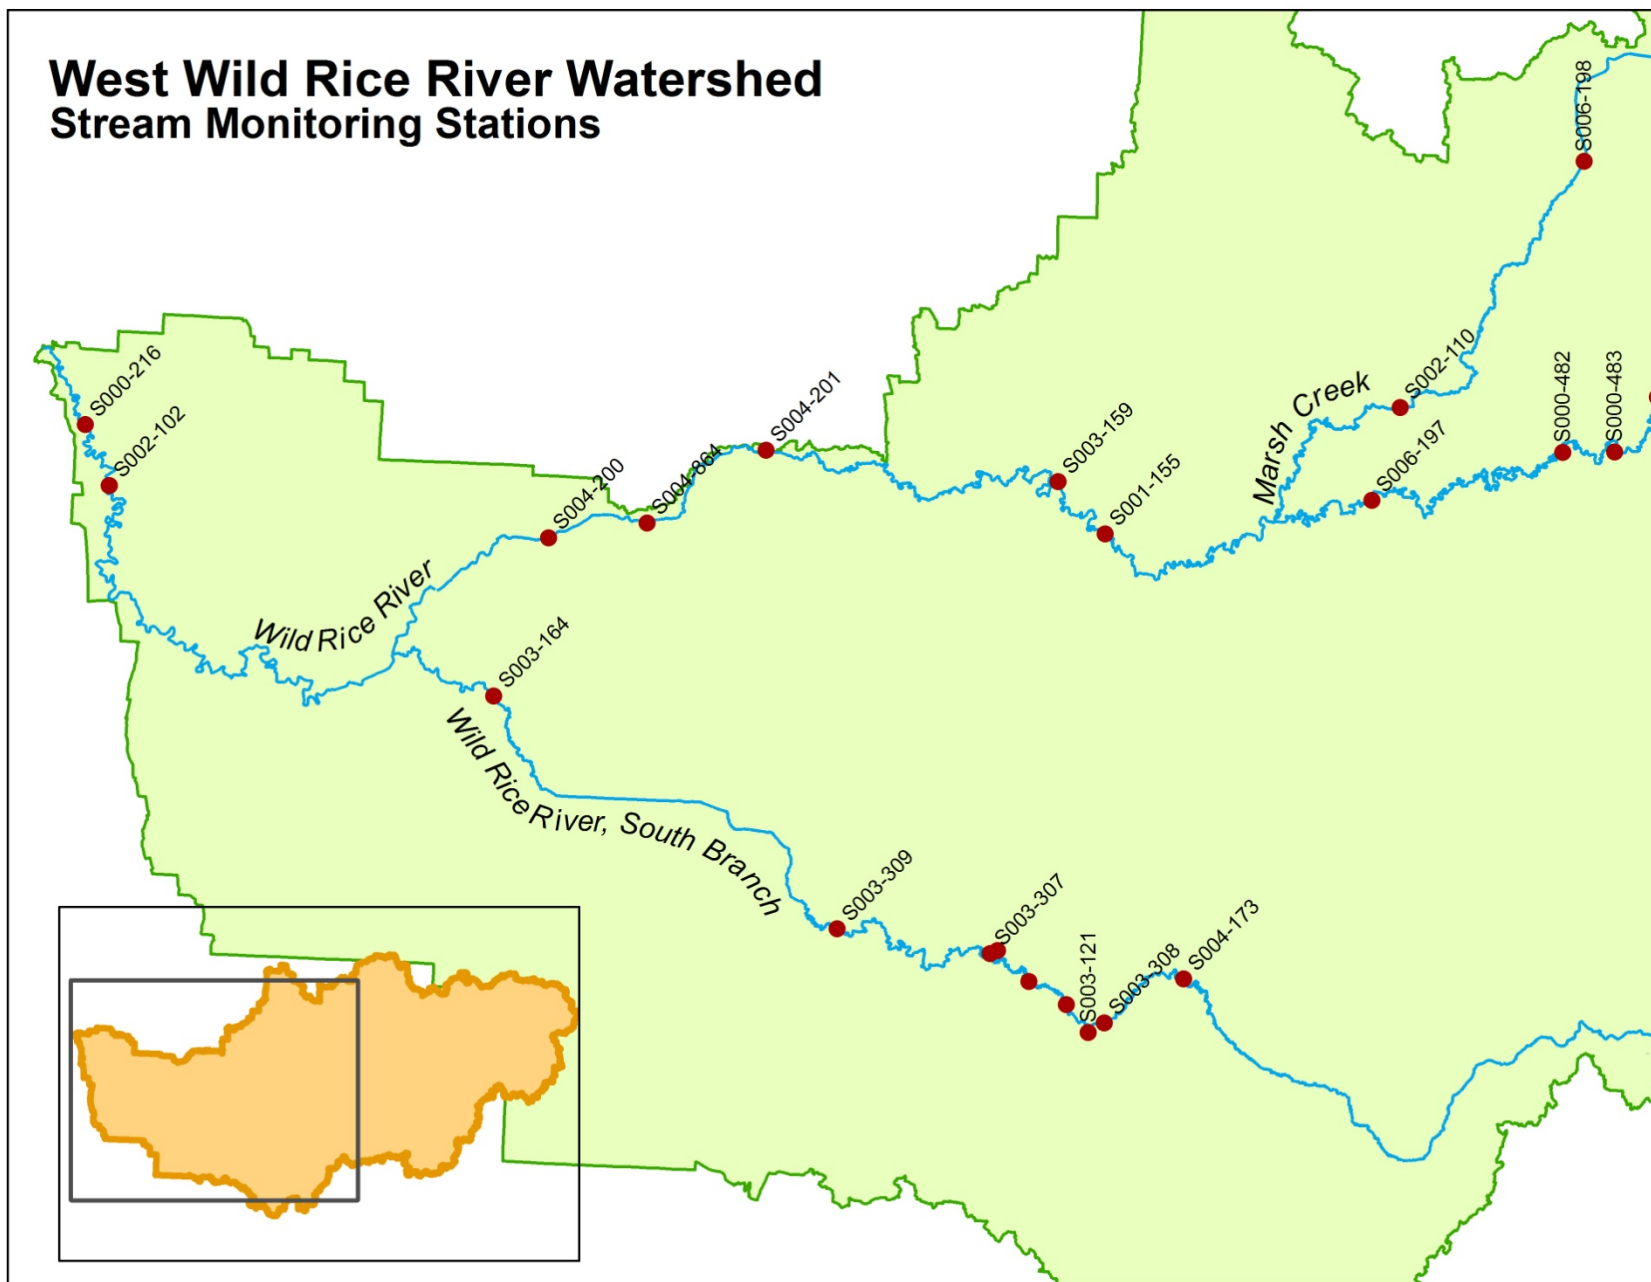 West Wild Rice River Watershed
Stream Monitoring Stations
S006-198
S000-216
S002-102
S004-201
S004-200
S004-864
S003-159
S001-155
Marsh Creek
S002-110
S006-197
S000-482
S000-483
Wild Rice River
S003-164
Wild Rice River, South Branch
S003-309
S003-307
S003-121
S003-308
S004-173